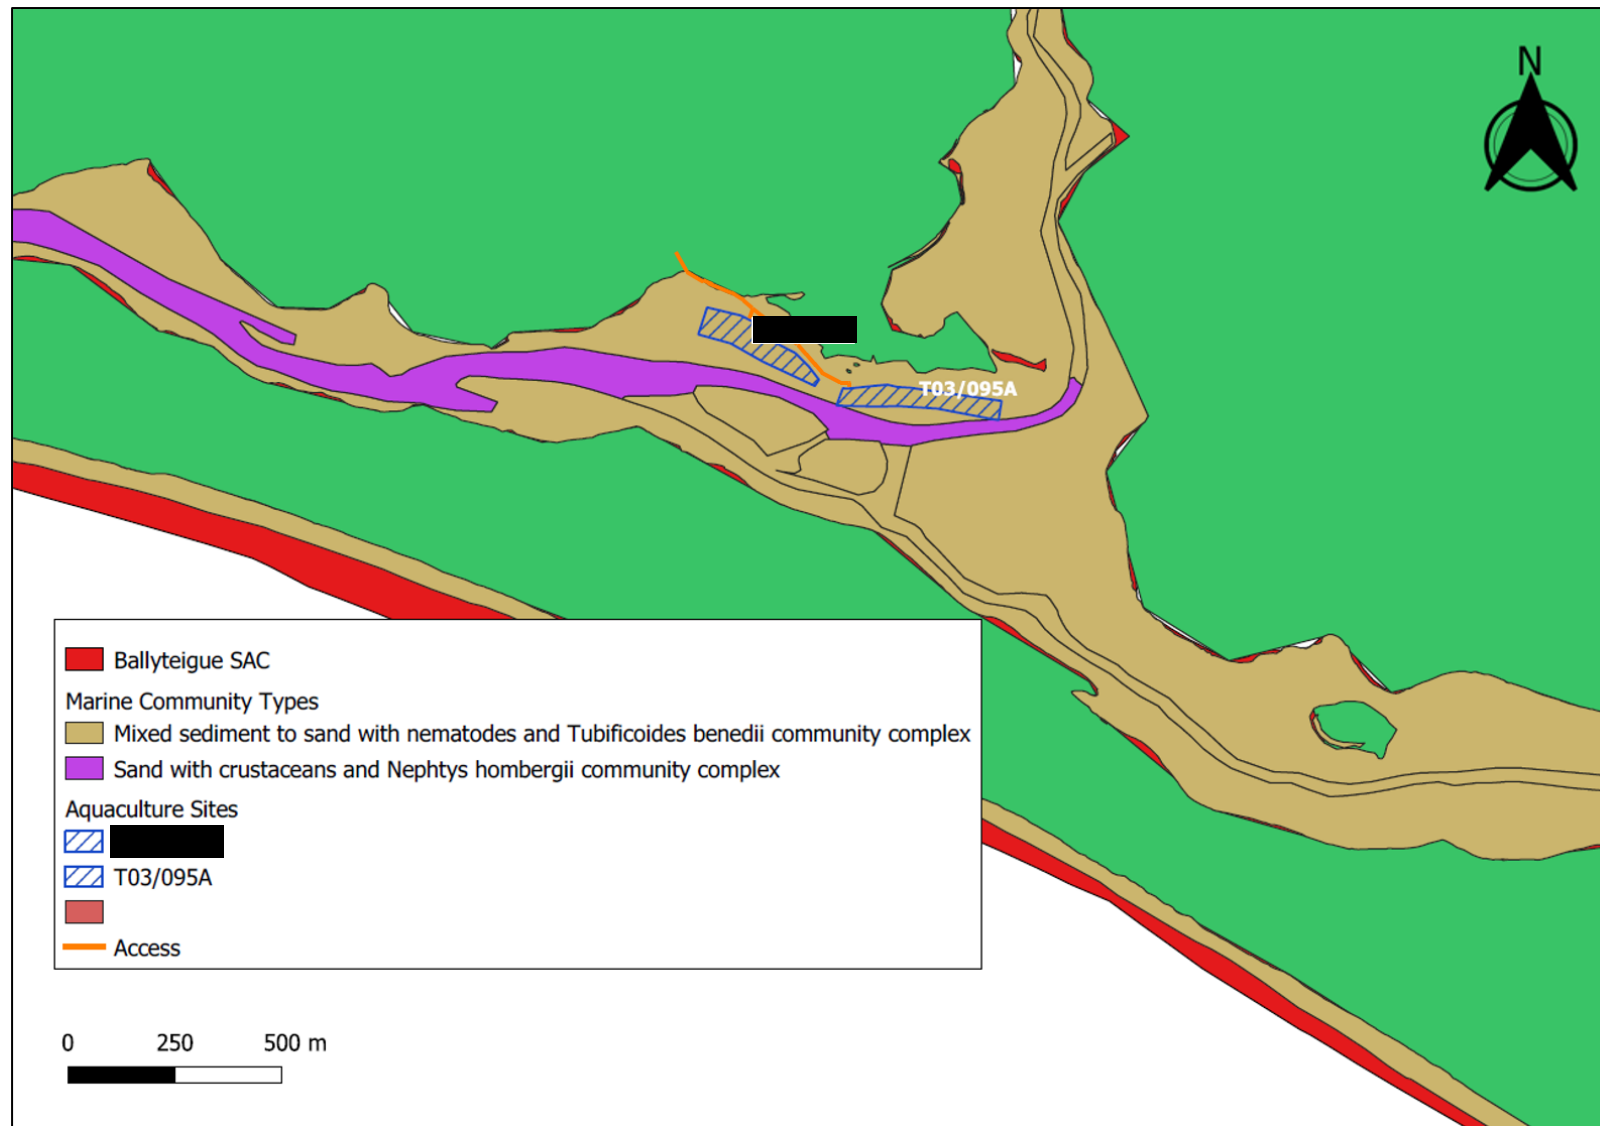 N
T03/095A
Ballyteigue SAC
Marine Community Types
Mixed sediment to sand with nematodes and Tubificoides benedii community complex
Sand with crustaceans and Nephtys hombergii community complex
Aquaculture Sites
T03/095A
Access
0 250 500 m